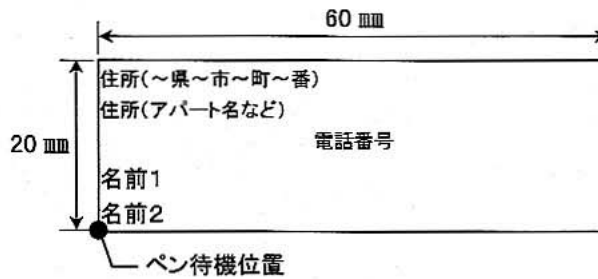 60 ㎜
住所(～県～市～町～番)
住所(アパート名など)
20 ㎜
電話番号
名前1
名前2
ペン待機位置